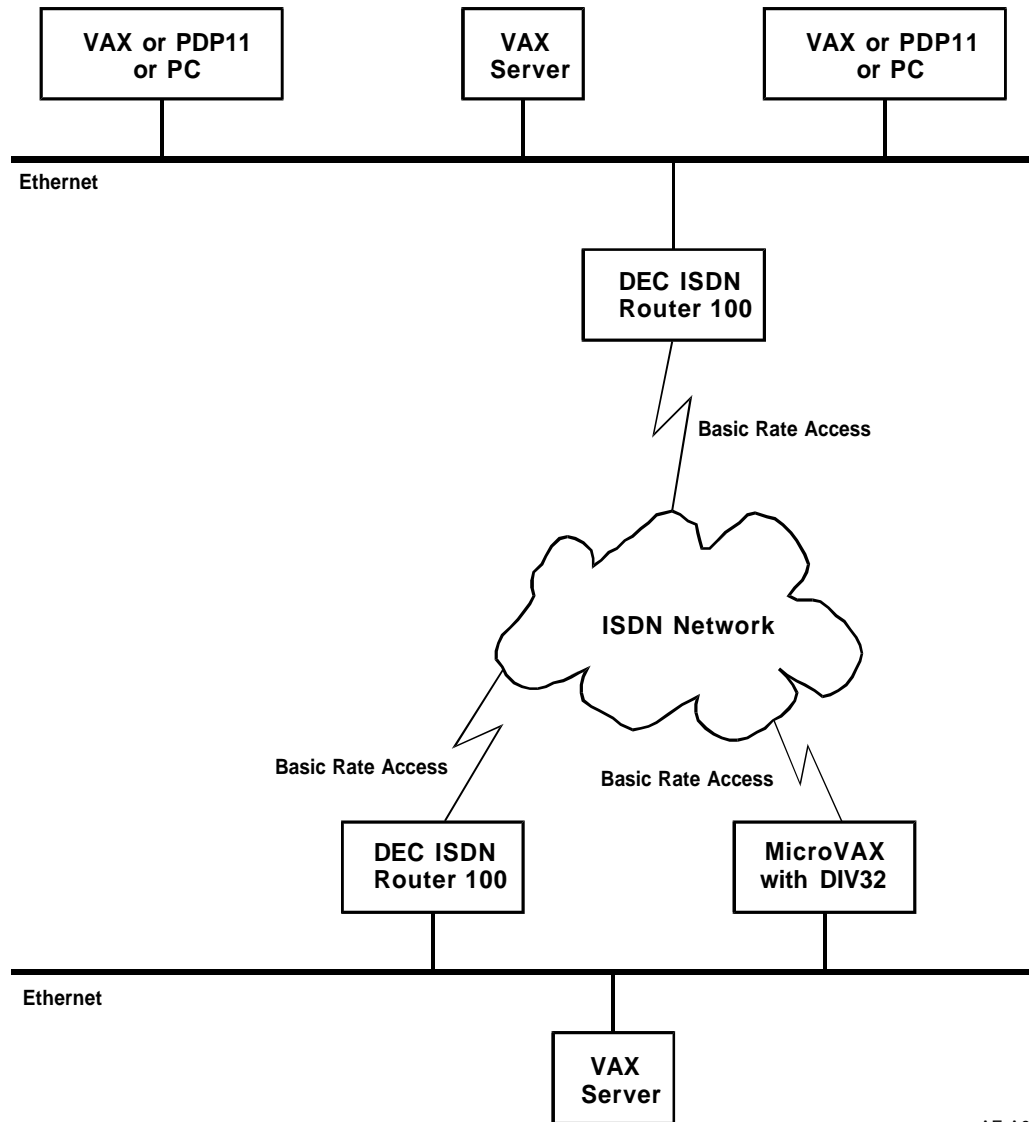 VAX or PDP11
or PC
VAX
Server
VAX or PDP11
or PC
Ethernet
DEC ISDN
Router 100
Basic Rate Access
ISDN Network
Basic Rate Access
Basic Rate Access
DEC ISDN
Router 100
MicroVAX
with DIV32
Ethernet
VAX
Server